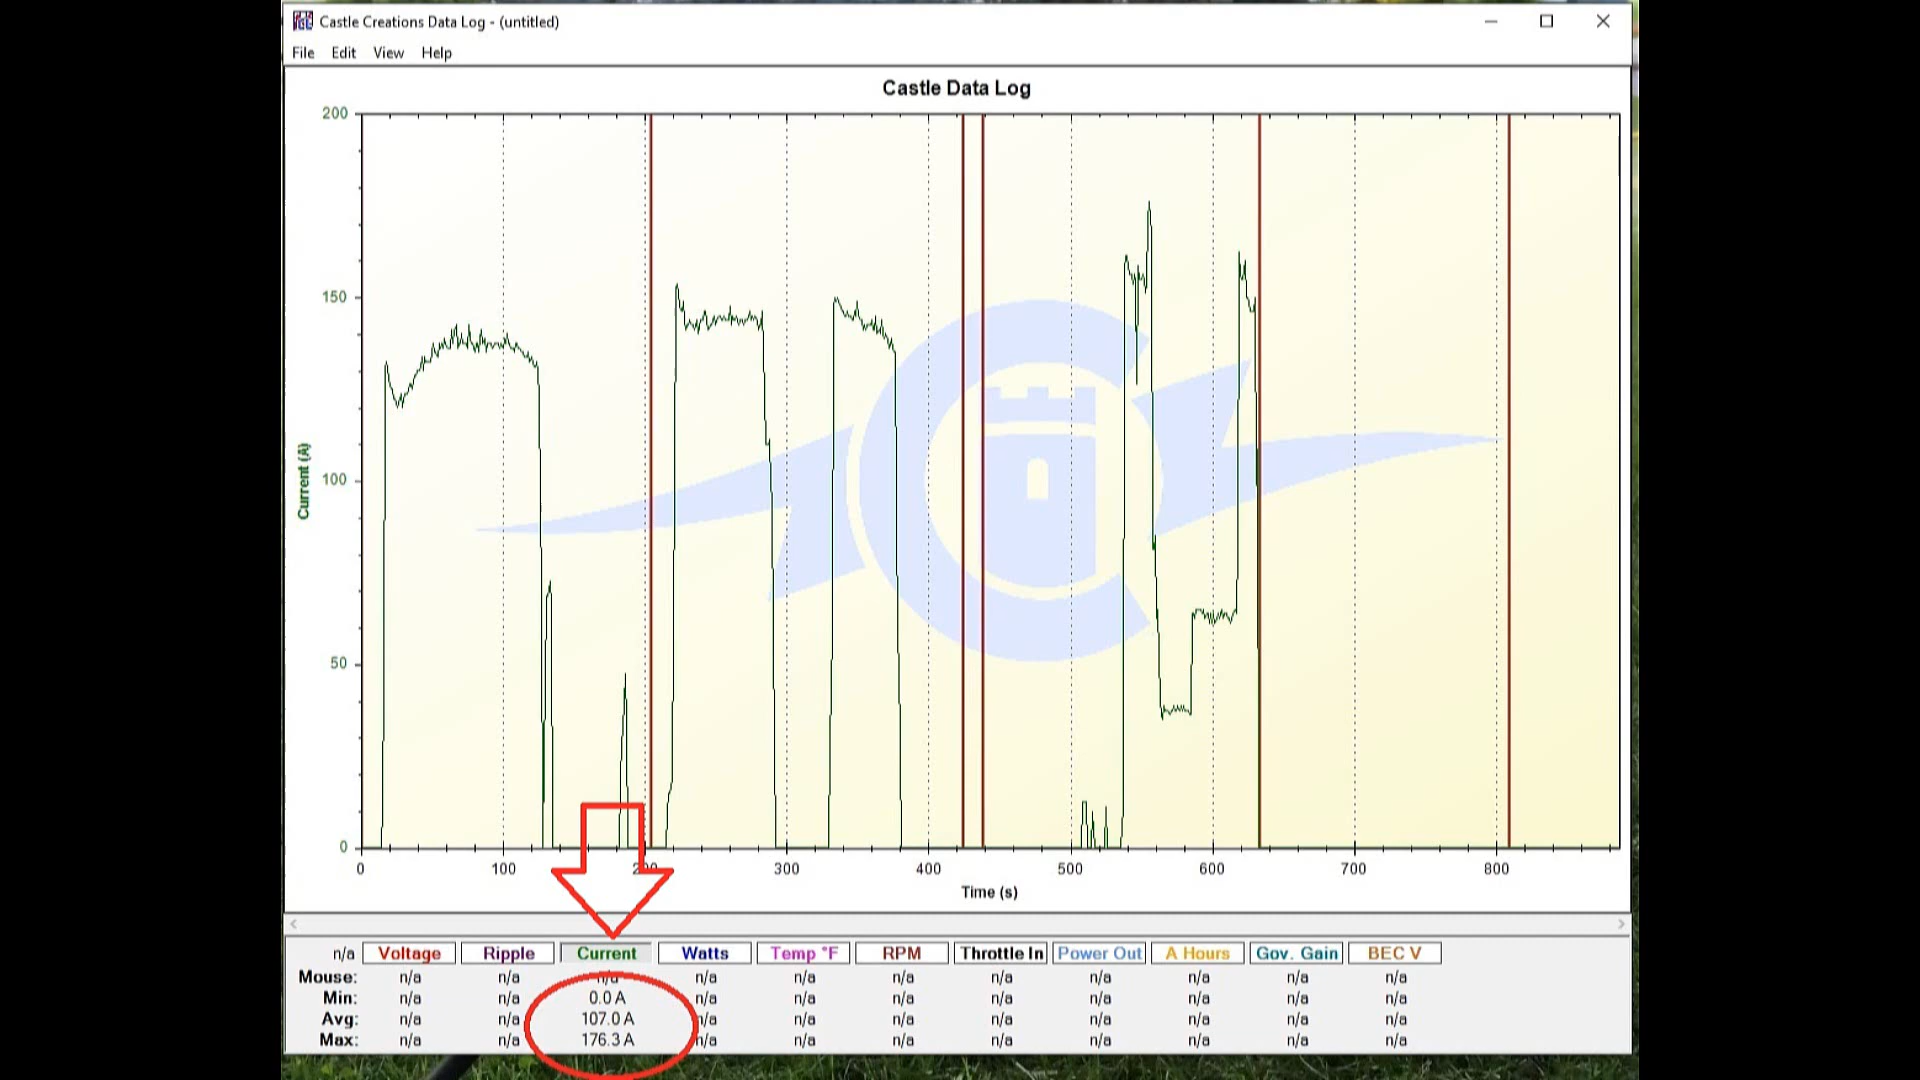 Castle Creations Data Log - (untitled)
File Edit View Help
Castle Data Log
200
150
100
50
0
Current (A)
0 100 200 300 400 500 600 700 800
Time (s)
n/a Voltage Ripple Current Watts Temp °F RPM Throttle In Power Out A Hours Gov. Gain BEC V
Mouse: n/a n/a n/a n/a n/a n/a n/a n/a n/a n/a n/a
Min: n/a n/a 0.0 A n/a n/a n/a n/a n/a n/a n/a n/a
Avg: n/a n/a 107.0 A n/a n/a n/a n/a n/a n/a n/a n/a
Max: n/a n/a 176.3 A n/a n/a n/a n/a n/a n/a n/a n/a